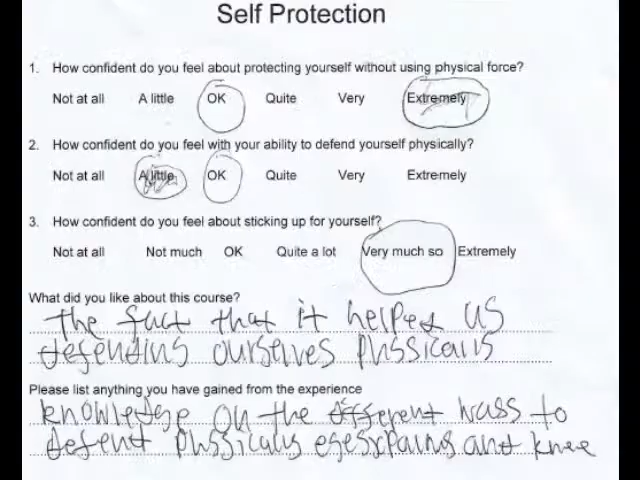 Self Protection
1. How confident do you feel about protecting yourself without using physical force?
Not at all A little OK Quite Very Extremely
2. How confident do you feel with your ability to defend yourself physically?
Not at all A little OK Quite Very Extremely
3. How confident do you feel about sticking up for yourself?
Not at all Not much OK Quite a lot Very much so Extremely
What did you like about this course?
the fact that it helped us
defending ourselves physically
Please list anything you have gained from the experience
knowledge on the different ways to
defend physically and knee